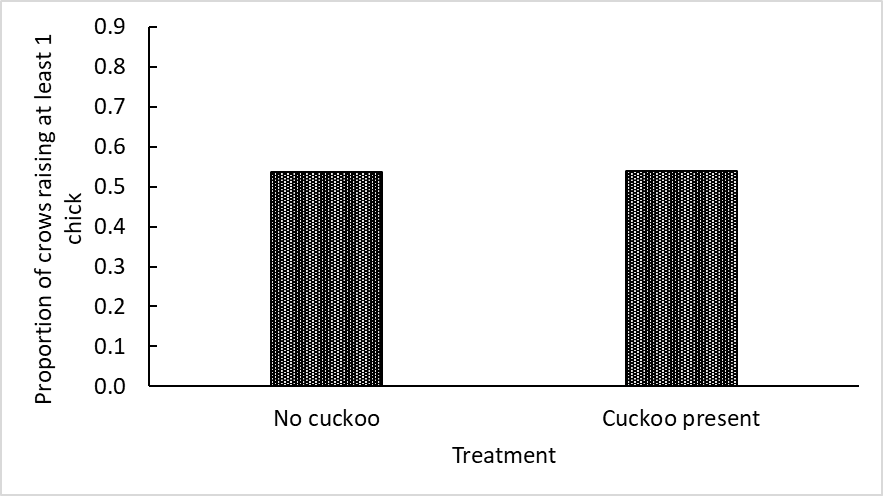 Proportion of crows raising at least 1
chick
0.9
0.8
0.7
0.6
0.5
0.4
0.3
0.2
0.1
0.0
No cuckoo
Cuckoo present
Treatment